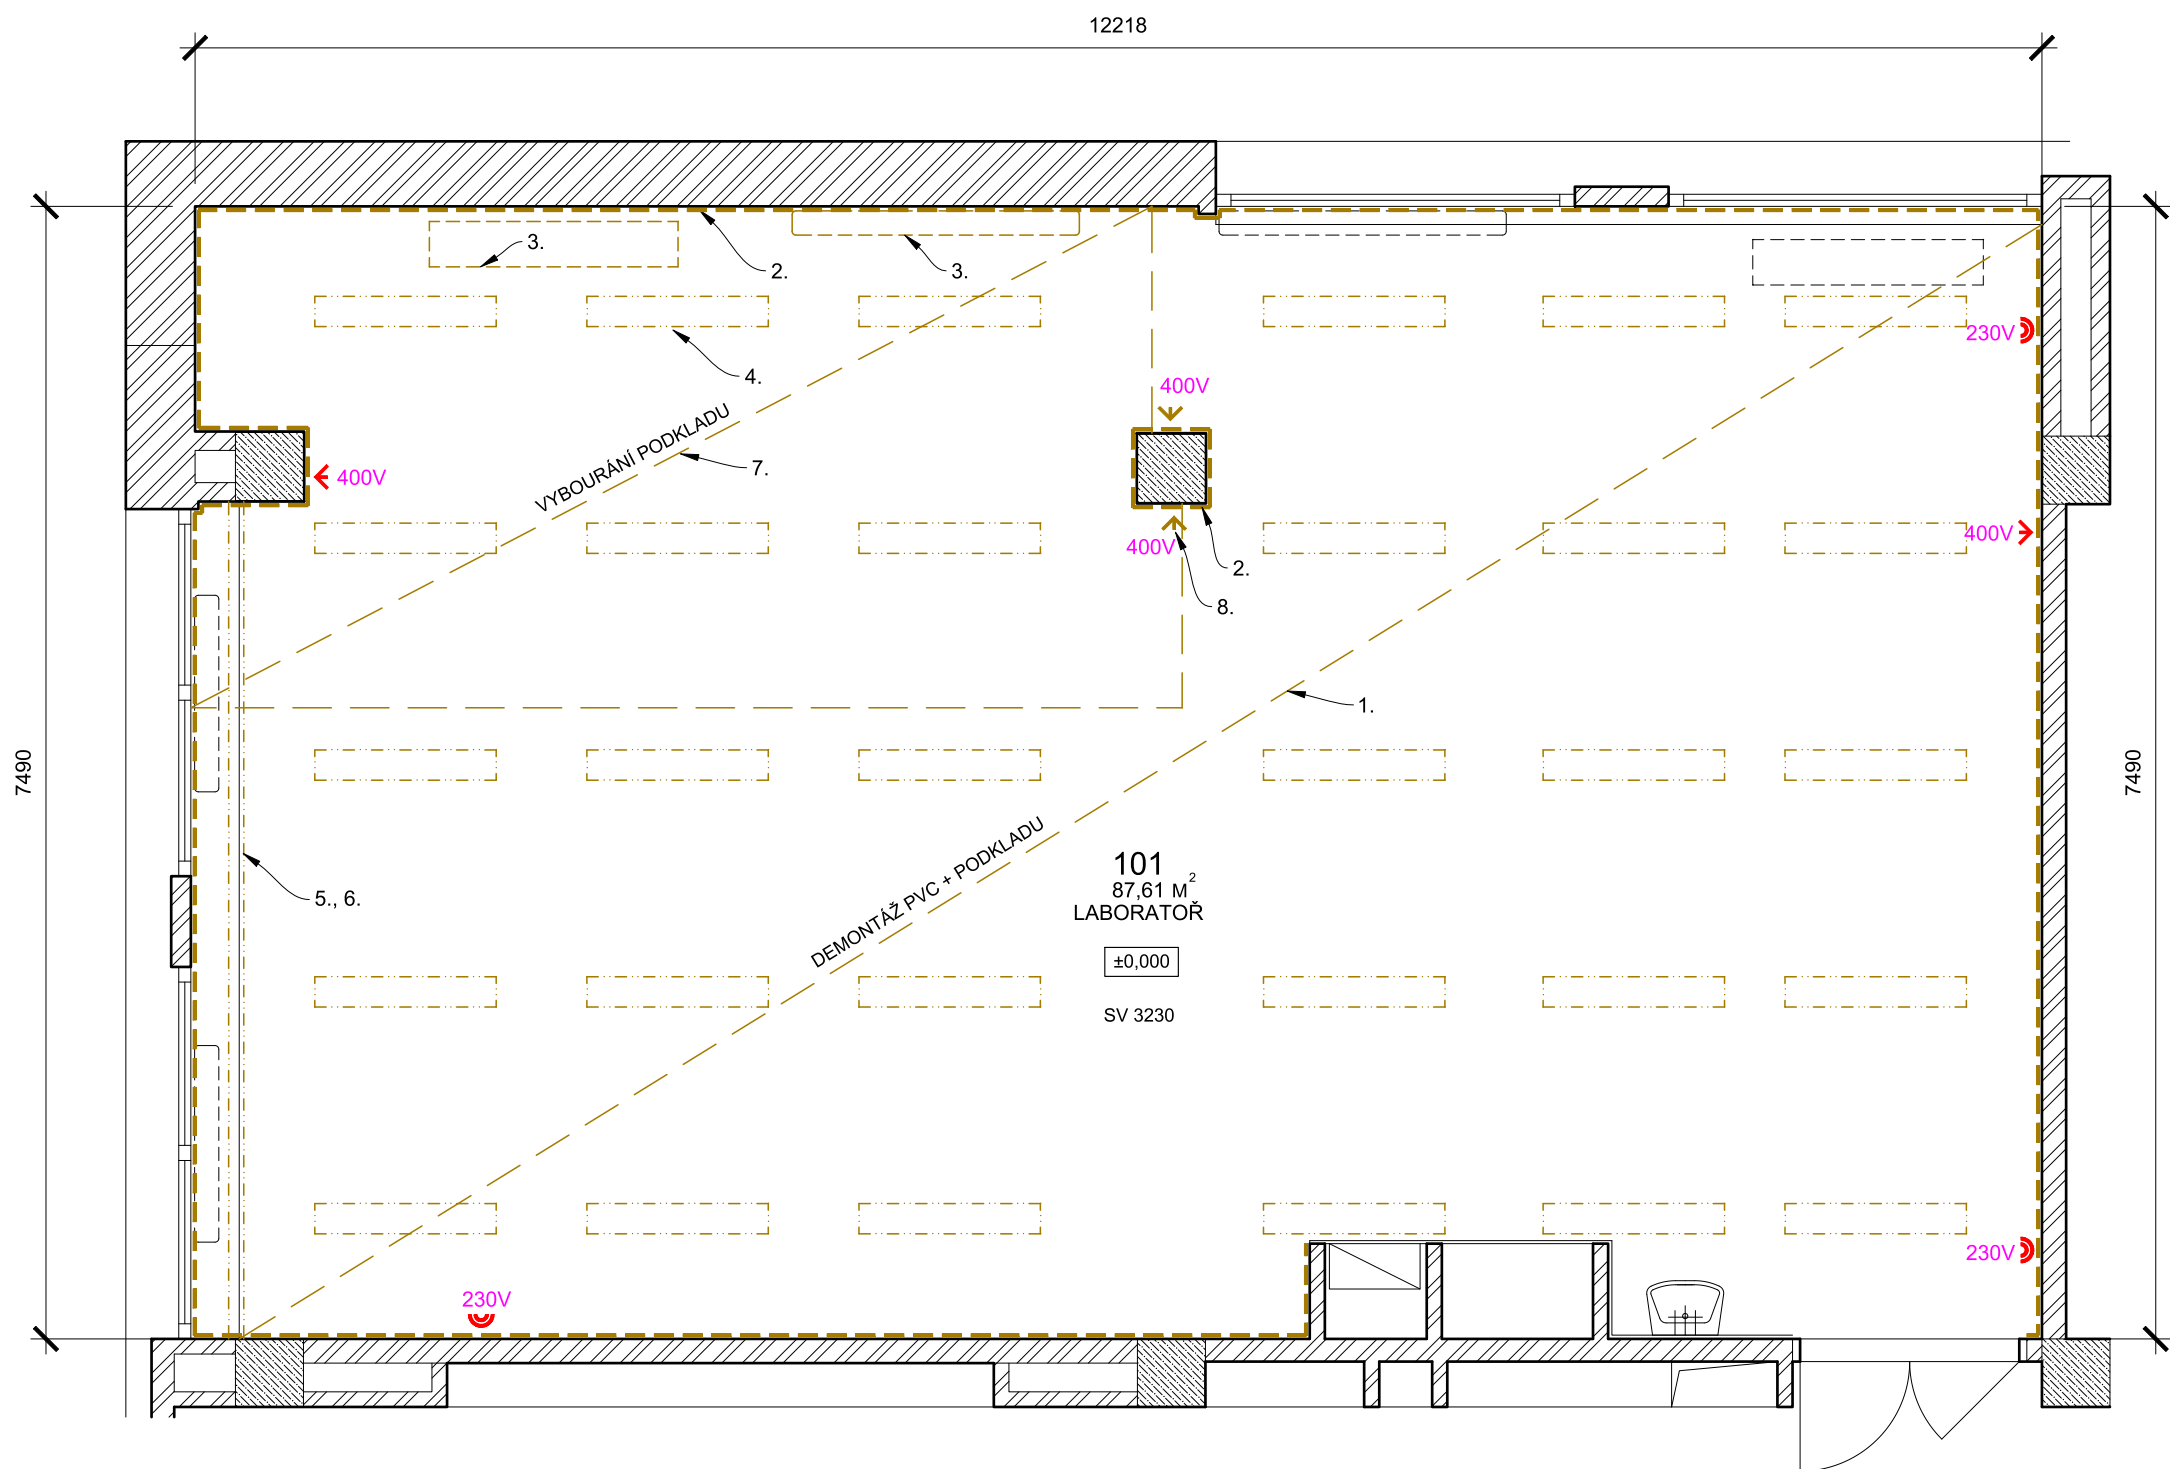 12218
3.
2.
3.
230V
4.
400V
VYBOURÁNÍ PODKLADU
7.
400V
400V
400V
2.
8.
1.
7490
7490
DEMONTÁŽ PVC + PODKLADU
101
87,61 M²
LABORATOŘ
5., 6.
±0,000
SV 3230
230V
230V